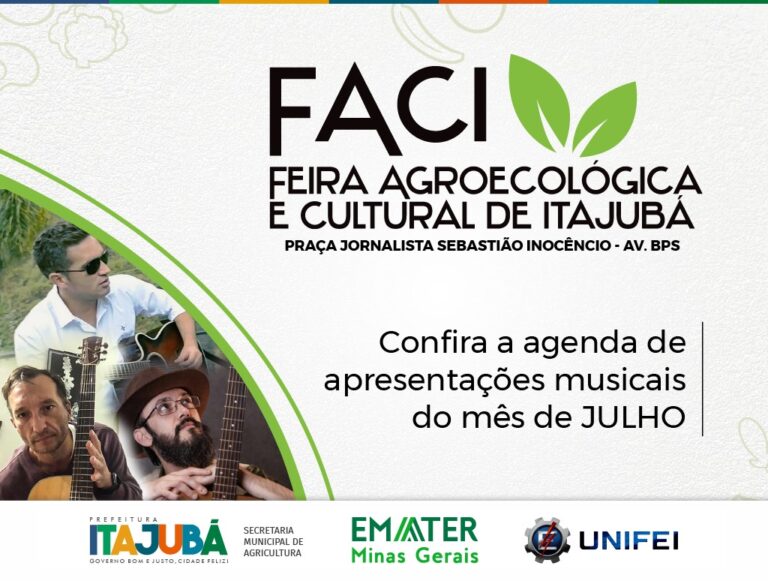 FACI
FEIRA AGROECOLÓGICA
E CULTURAL DE ITAJUBÁ
PRAÇA JORNALISTA SEBASTIÃO INOCÊNCIO - AV. BPS
Confira a agenda de
apresentações musicais
do mês de JULHO
PREFEITURA
ITAJUBÁ
GOVERNO BOM E JUSTO, CIDADE FELIZ!
SECRETARIA
MUNICIPAL DE
AGRICULTURA
EMATER
Minas Gerais
UNIFEI